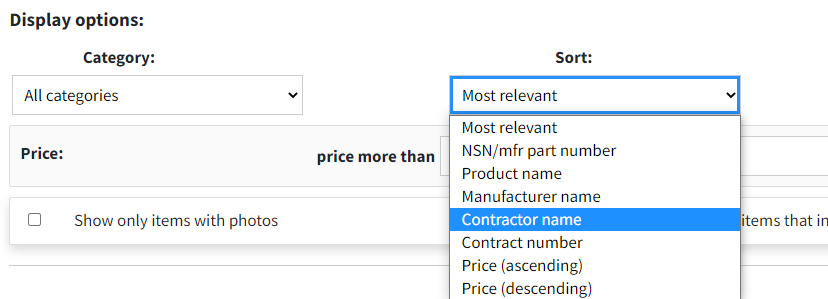 Display options:
Category: Sort:
All categories Most relevant
Most relevant
NSN/mfr part number
Price: price more than
Product name
Manufacturer name
Show only items with photos Contractor name items that in
Contract number
Price (ascending)
Price (descending)